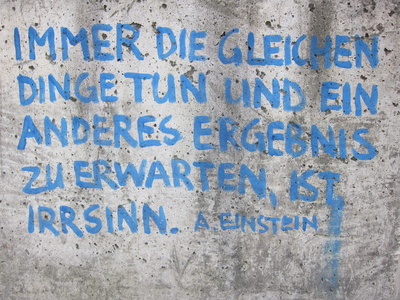 IMMER DIE GLEICHEN
DINGE TUN UND EIN
ANDERES ERGEBNIS
ZU ERWARTEN, IST
IRRSINN. A. EINSTEIN